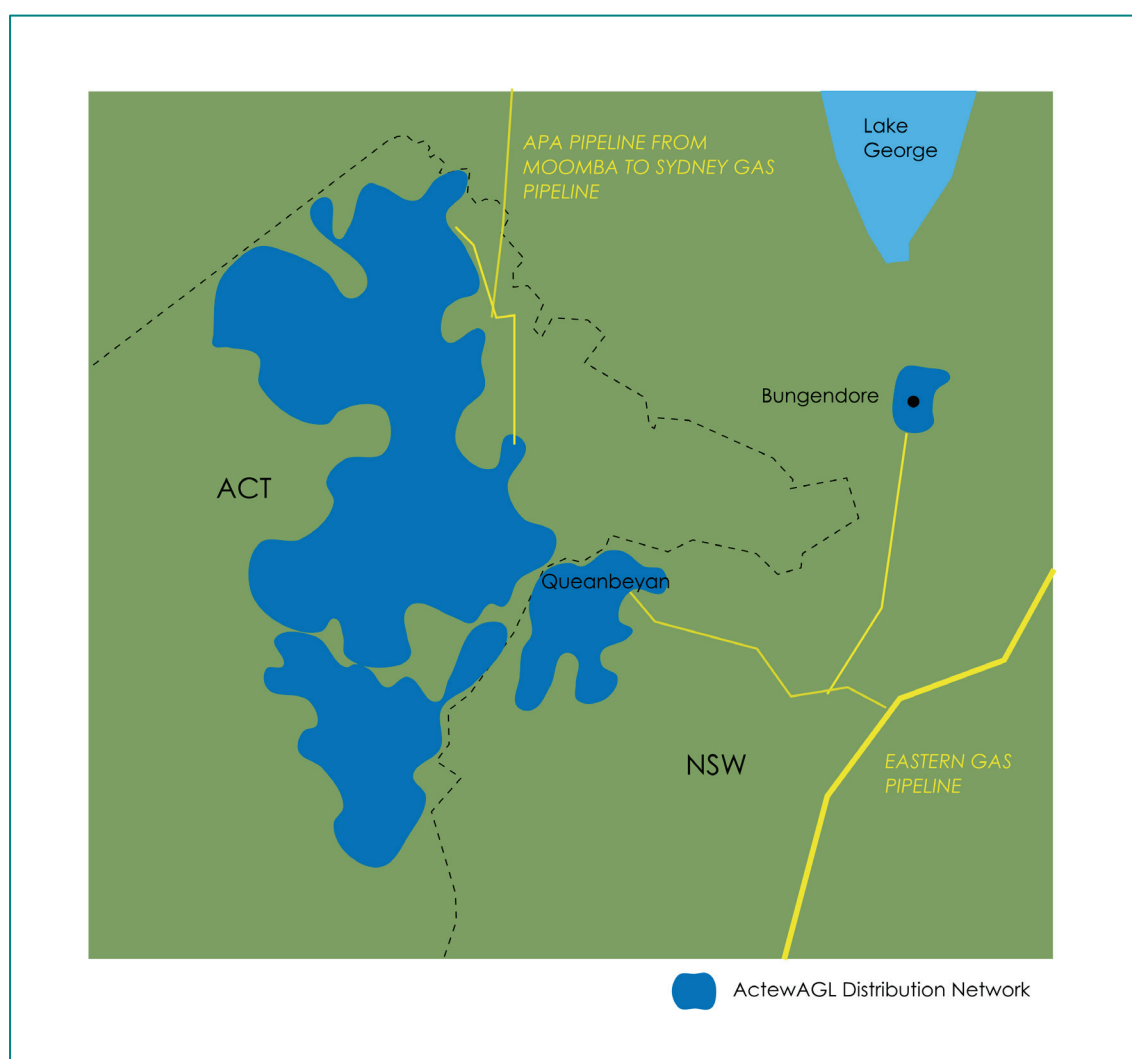 Lake
George
APA PIPELINE FROM
MOOMBA TO SYDNEY GAS
PIPELINE
Bungendore
ACT
Queanbeyan
NSW
EASTERN GAS
PIPELINE
ActewAGL Distribution Network